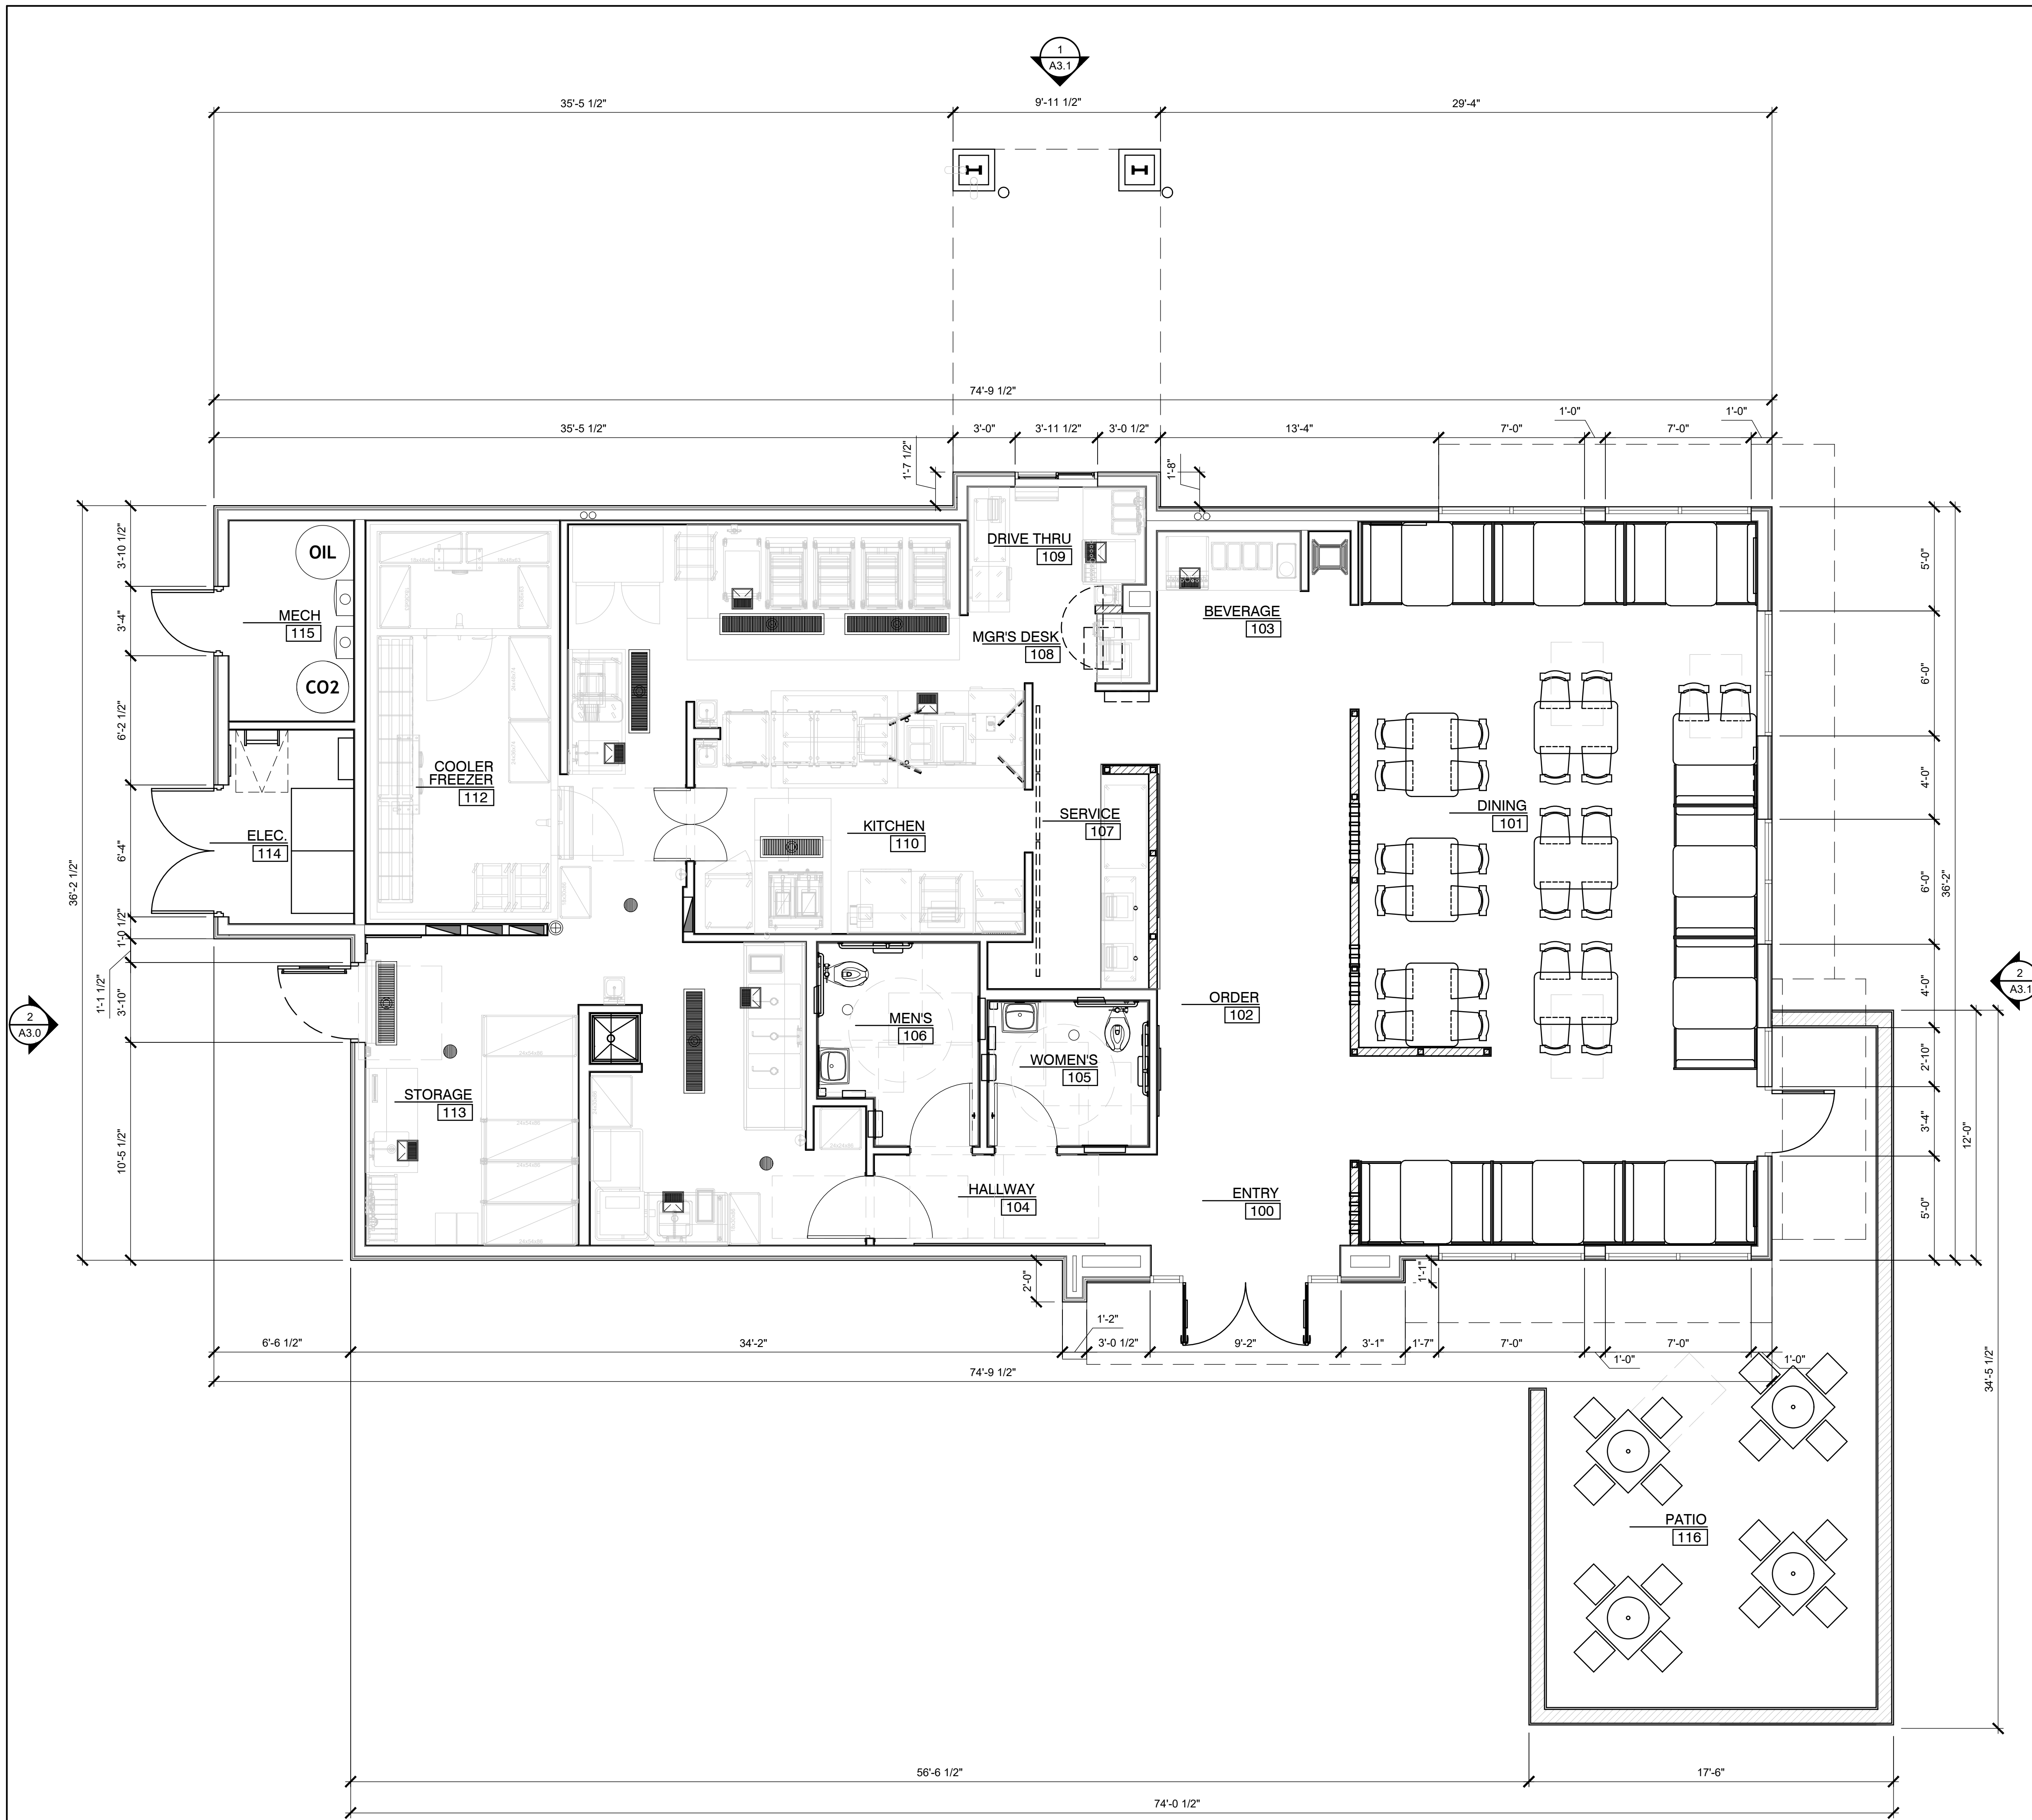 1
A3.1
35'-5 1/2"
9'-11 1/2"
29'-4"
74'-9 1/2"
1'-0"
1'-0"
35'-5 1/2"
3'-0"
3'-11 1/2"
3'-0 1/2"
13'-4"
7'-0"
7'-0"
1'-7 1/2"
1'-8"
3'-10 1/2"
OIL
DRIVE THRU
109
5'-0"
MECH
115
3'-4"
BEVERAGE
103
MGR'S DESK
108
6'-0"
CO2
6'-2 1/2"
COOLER
FREEZER
112
4'-0"
DINING
101
SERVICE
107
KITCHEN
110
ELEC.
114
6'-4"
36'-2 1/2"
6'-0"
36'-2"
1'-0 1/2"
1'-1 1/2"
3'-10"
4'-0"
2
A3.0
2
A3.1
ORDER
102
MEN'S
106
WOMEN'S
105
2'-10"
24x54x86
STORAGE
113
24x54x86
24x24x86
3'-4"
12'-0"
10'-5 1/2"
24x54x86
HALLWAY
104
ENTRY
100
5'-0"
24x54x86
2'-0"
1'-1"
1'-2"
6'-6 1/2"
34'-2"
3'-0 1/2"
9'-2"
3'-1"
1'-7"
7'-0"
1'-0"
7'-0"
1'-0"
74'-9 1/2"
34'-5 1/2"
PATIO
116
56'-6 1/2"
17'-6"
74'-0 1/2"